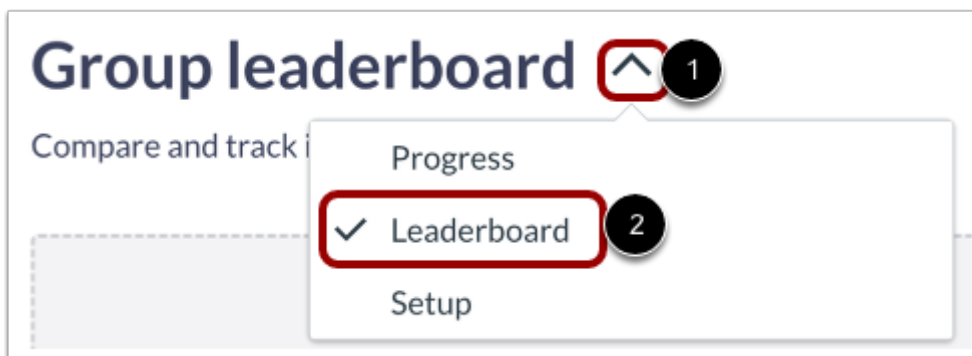 Group leaderboard 1
Compare and track i
Progress
Leaderboard 2
Setup